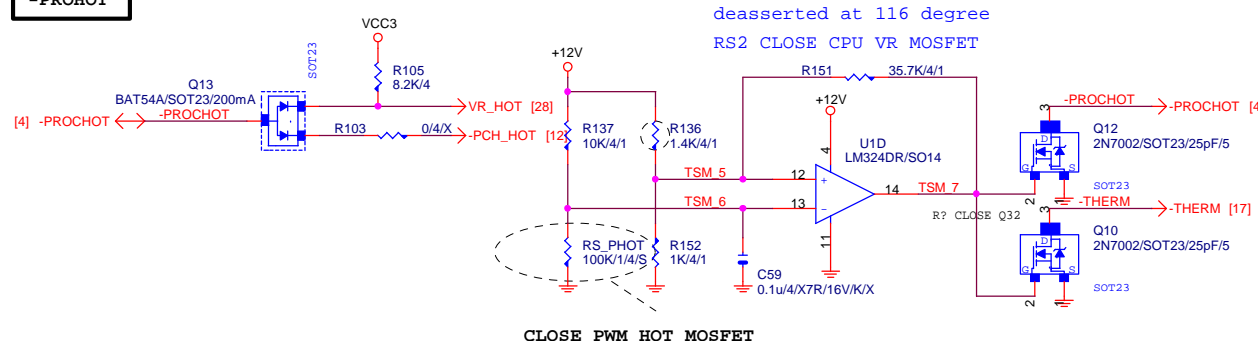 -PROHOT
deasserted at 116 degree
RS2 CLOSE CPU VR MOSFET
VCC3
SOT23
R105
8.2K/4
+12V
R151
35.7K/4/1
Q13
BAT54A/SOT23/200mA
+12V
[4] -PROCHOT
-PROCHOT
VR_HOT [28]
R103
0/4/X
-PCH_HOT [12]
R137
10K/4/1
R136
1.4K/4/1
4
U1D
LM324DR/SO14
3
-PROCHOT
-PROCHOT [4
Q12
2N7002/SOT23/25pF/5
D
G
S
SOT23
2
1
TSM_5
12
+
TSM_6
13
-
14
TSM_7
11
R? CLOSE Q32
3
-THERM
-THERM [17]
Q10
2N7002/SOT23/25pF/5
D
G
S
SOT23
2
1
RS_PHOT
100K/1/4/S
R152
1K/4/1
C59
0.1u/4/X7R/16V/K/X
CLOSE PWM HOT MOSFET